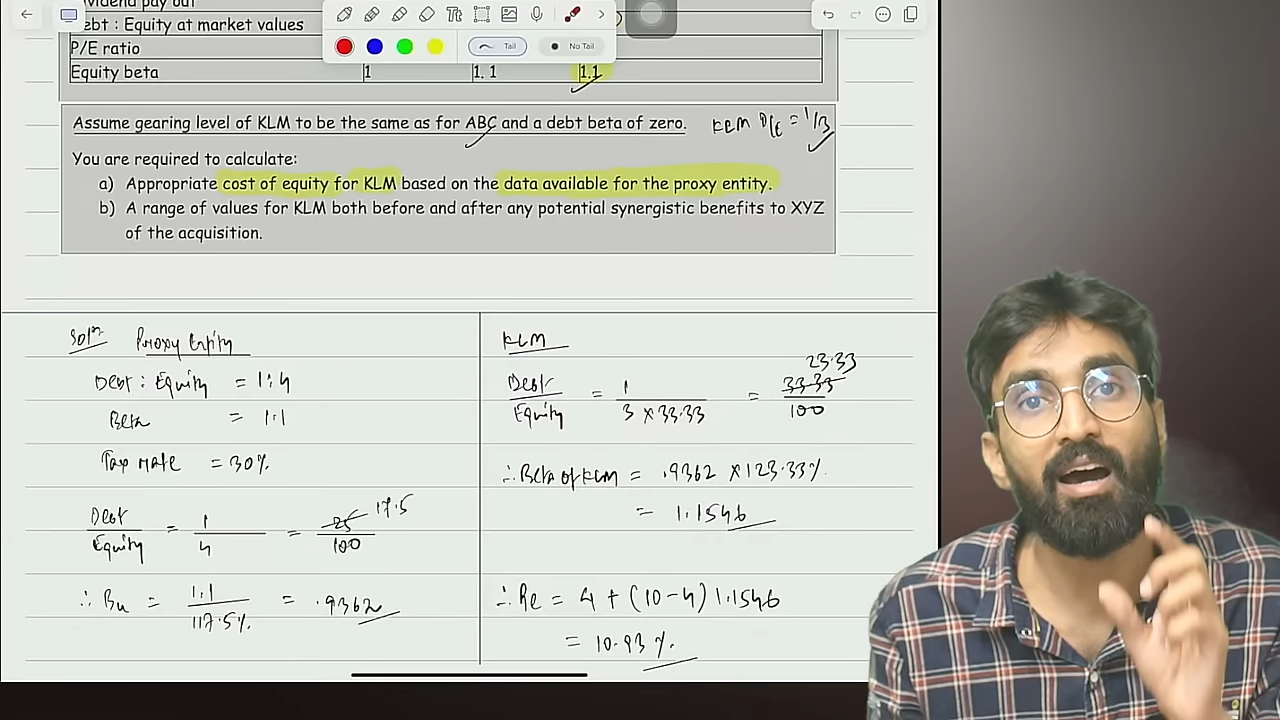 Debt : Equity at market values
P/E ratio
Equity beta 1 1. 1 1.1
Tail No Tail
Assume gearing level of KLM to be the same as for ABC and a debt beta of zero. KLM D/E = 1/3
You are required to calculate:
a) Appropriate cost of equity for KLM based on the data available for the proxy entity.
b) A range of values for KLM both before and after any potential synergistic benefits to XYZ
of the acquisition.
Soln Proxy Entity
Debt : Equity = 1:4
Beta = 1.1
Tax rate = 30%.
Debt / Equity = 1 / 4 = 25 / 100 17.5
∴ Bu = 1.1 / 117.5%. = .9362
KLM
Debt / Equity = 1 / 3 × 33.33 = 33.33 / 100 23.33
∴ Beta of KLM = .9362 × 123.33%.
= 1.1546
∴ Re = 4 + (10-4) 1.1546
= 10.93 %.